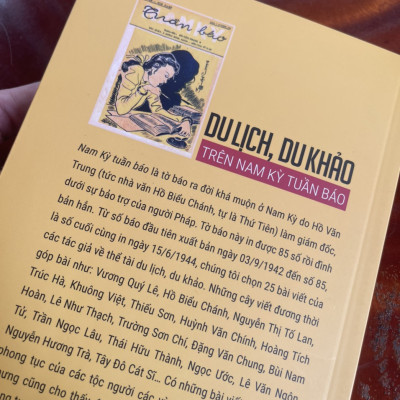 Tuần báo
DU LỊCH, DU KHẢO
TRÊN NAM KỲ TUẦN BÁO
Nam Kỳ tuần báo là tờ báo ra đời khá muộn ở Nam Kỳ do Hồ Văn
Trung (tức nhà văn Hồ Biểu Chánh, tự là Thứ Tiên) làm giám đốc,
dưới sự bảo trợ của người Pháp. Tờ báo này in được 85 số rồi đình
bản hẳn. Từ số báo đầu tiên xuất bản ngày 03/9/1942 đến số 85,
là số cuối cùng in ngày 15/6/1944, chúng tôi chọn 25 bài viết của
các tác giả về thể tài du lịch, du khảo. Những cây viết đương thời
góp bài như: Vương Quý Lê, Hồ Biểu Chánh, Nguyễn Thị Tố Lan,
Trúc Hà, Khuông Việt, Thiếu Sơn, Huỳnh Văn Chính, Hoàng Tích
Hoàn, Lê Như Thạch, Trường Sơn Chí, Đặng Văn Chung, Bùi Nam
Tử, Trần Ngọc Lâu, Thái Hữu Thành, Ngọc Ước, Lê Văn Ngôn
Nguyễn Hương Trà, Tây Đô Cát Sĩ... Có những bài viết
phong tục của các tộc người các
nhưng cũng cho thấy